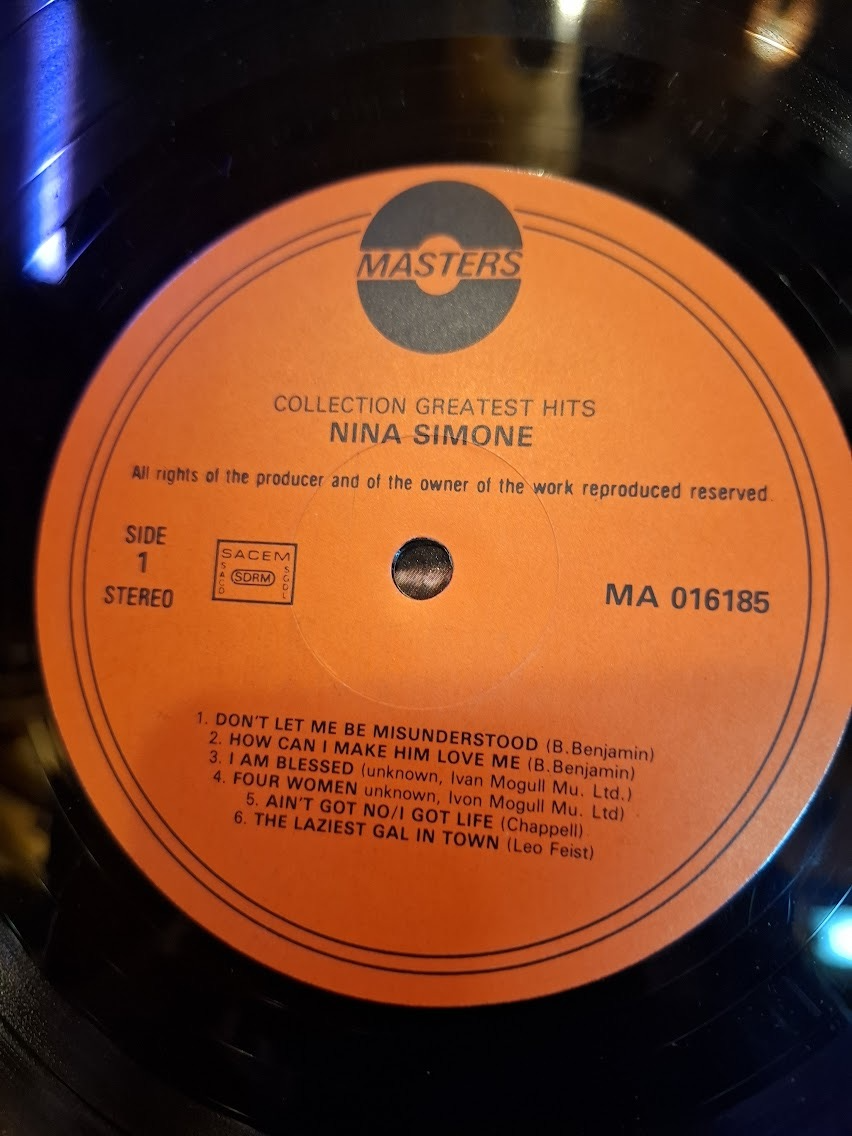 MASTERS
COLLECTION GREATEST HITS
NINA SIMONE
All rights of the producer and of the owner of the work reproduced reserved.
SIDE
1
STEREO
SACEM
SACD
SDRM
SGDL
MA 016185
1. DON'T LET ME BE MISUNDERSTOOD (B.Benjamin)
2. HOW CAN I MAKE HIM LOVE ME (B.Benjamin)
3. I AM BLESSED (unknown, Ivan Mogull Mu. Ltd.)
4. FOUR WOMEN unknown, Ivon Mogull Mu. Ltd)
5. AIN'T GOT NO/I GOT LIFE (Chappell)
6. THE LAZIEST GAL IN TOWN (Leo Feist)